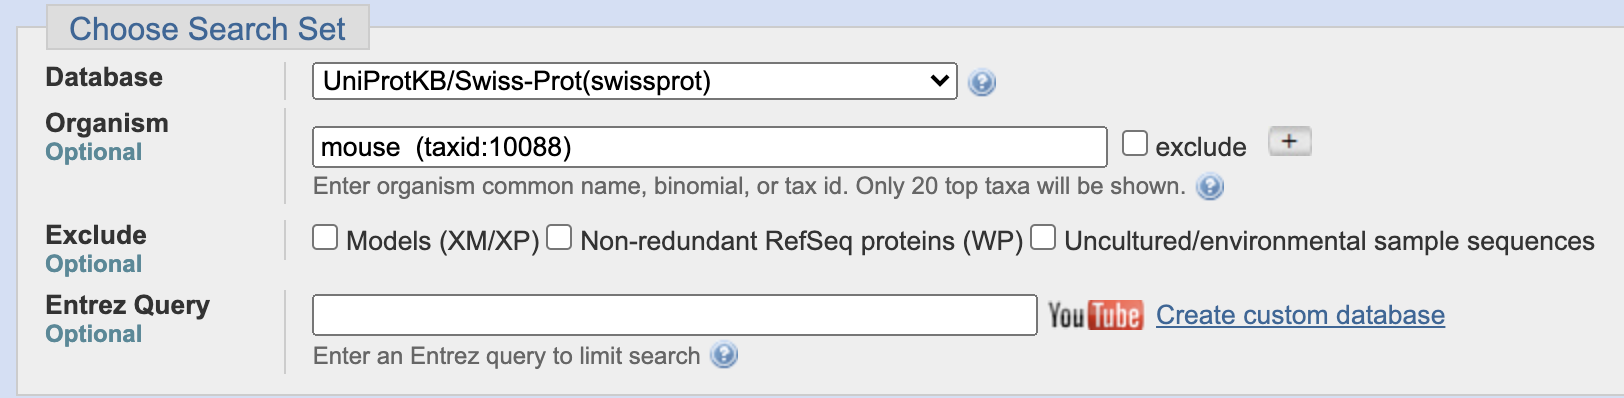 Choose Search Set
Database
UniProtKB/Swiss-Prot(swissprot)
Organism
Optional
mouse (taxid:10088)
exclude
+
Enter organism common name, binomial, or tax id. Only 20 top taxa will be shown.
?
Exclude
Optional
Models (XM/XP) Non-redundant RefSeq proteins (WP) Uncultured/environmental sample sequences
Entrez Query
Optional
YouTube Create custom database
Enter an Entrez query to limit search
?